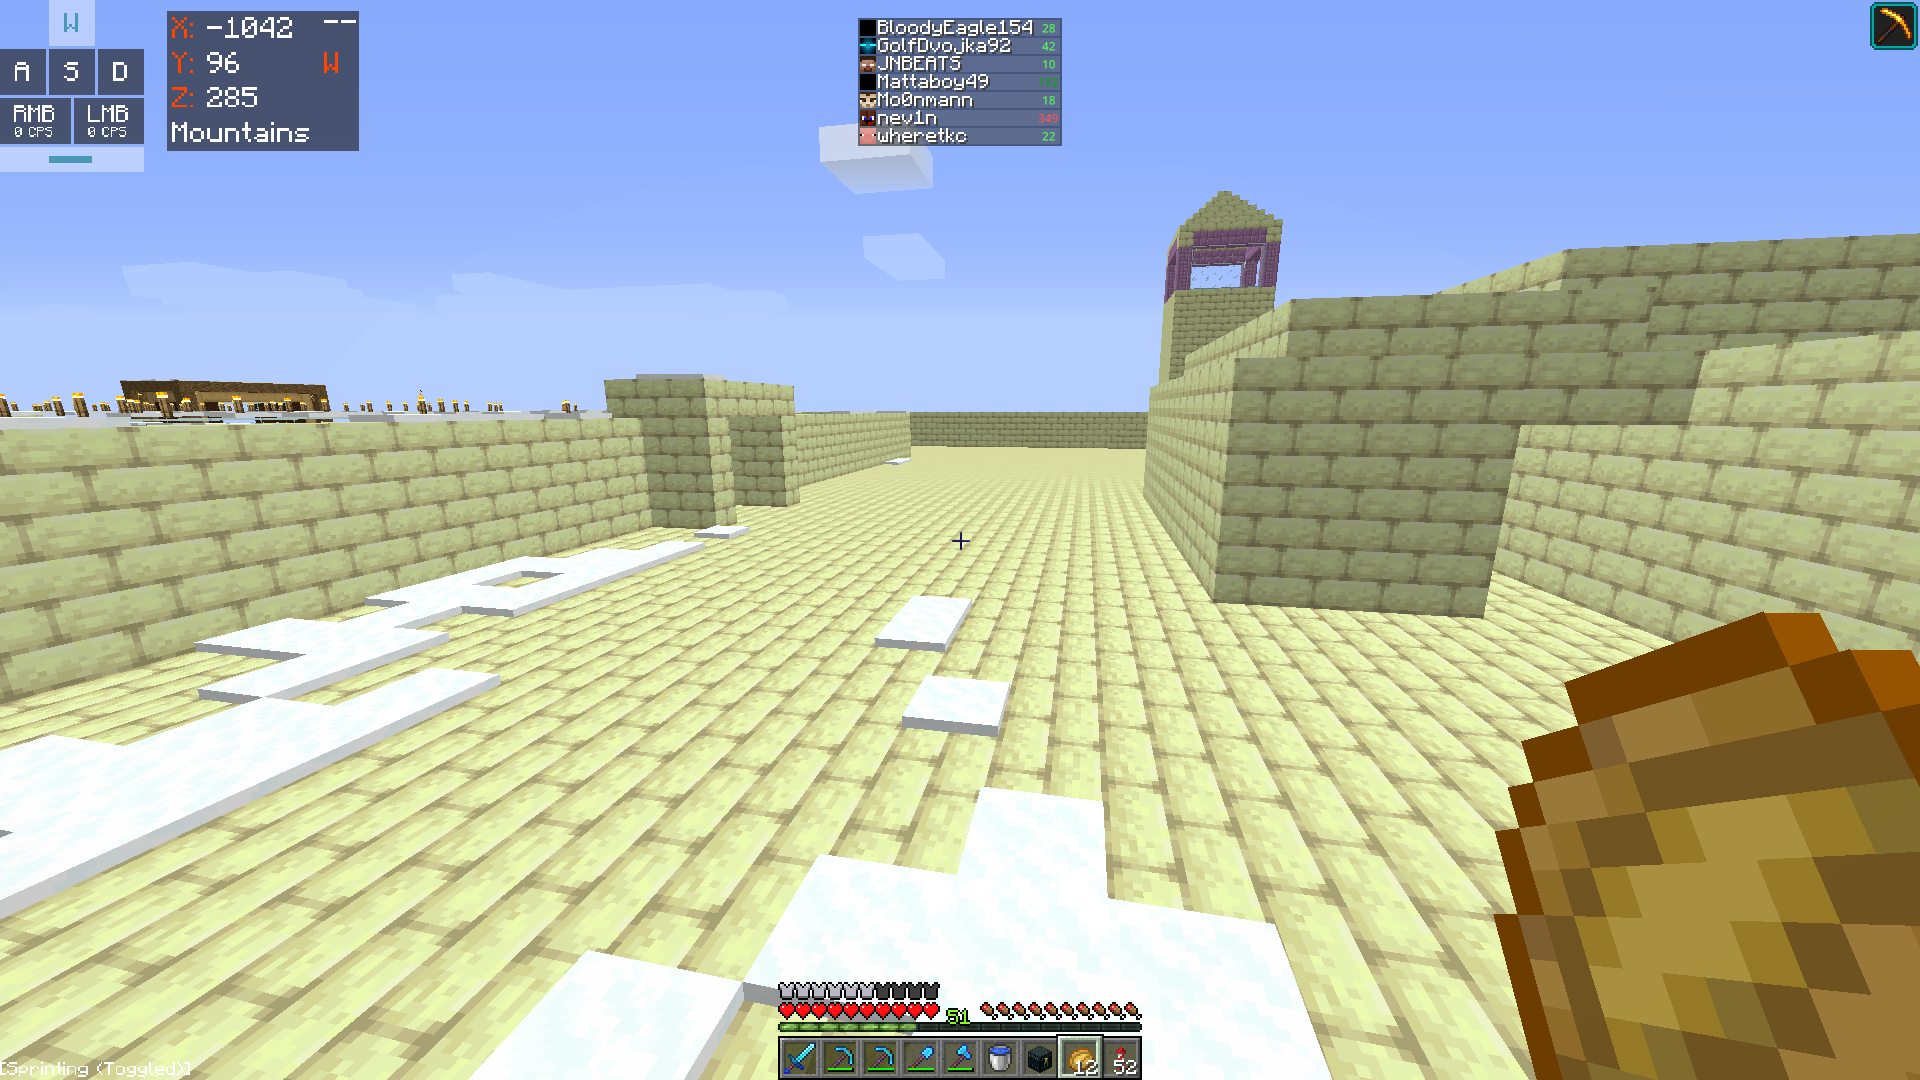 W
A S D
RMB LMB
0 CPS 0 CPS
X: -1042 --
Y: 96 W
Z: 285
Mountains
BloodyEagle154 28
GolfDvojka92 42
JNBEATS 10
Mattaboy49
Mo0nmann 18
nev1n 349
wheretkc 22
51
12 52
[Sprinting (Toggled)]